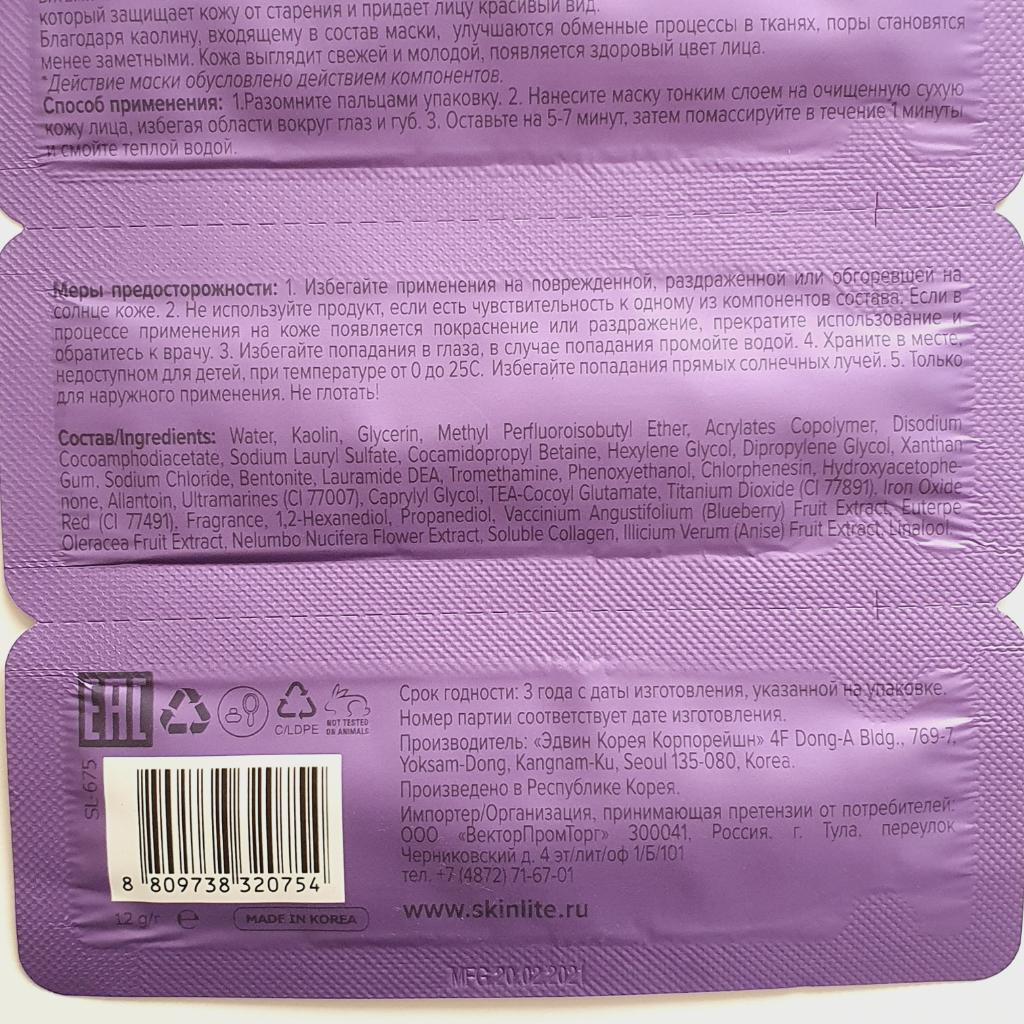 который защищает кожу от старения и придает лицу красивый вид.
Благодаря каолину, входящему в состав маски, улучшаются обменные процессы в тканях, поры становятся
менее заметными. Кожа выглядит свежей и молодой, появляется здоровый цвет лица.
*Действие маски обусловлено действием компонентов.
Способ применения: 1.Разомните пальцами упаковку. 2. Нанесите маску тонким слоем на очищенную сухую
кожу лица, избегая области вокруг глаз и губ. 3. Оставьте на 5-7 минут, затем помассируйте в течение 1 минуты
и смойте теплой водой.
Меры предосторожности: 1. Избегайте применения на поврежденной, раздраженной или обгоревшей на
солнце коже. 2. Не используйте продукт, если есть чувствительность к одному из компонентов состава. Если в
процессе применения на коже появляется покраснение или раздражение, прекратите использование и
обратитесь к врачу. 3. Избегайте попадания в глаза, в случае попадания промойте водой. 4. Храните в месте,
недоступном для детей, при температуре от 0 до 25С. Избегайте попадания прямых солнечных лучей. 5. Только
для наружного применения. Не глотать!
Состав/Ingredients: Water, Kaolin, Glycerin, Methyl Perfluoroisobutyl Ether, Acrylates Copolymer, Disodium
Cocoamphodiacetate, Sodium Lauryl Sulfate, Cocamidopropyl Betaine, Hexylene Glycol, Dipropylene Glycol, Xanthan
Gum, Sodium Chloride, Bentonite, Lauramide DEA, Tromethamine, Phenoxyethanol, Chlorphenesin, Hydroxyacetophe-
none, Allantoin, Ultramarines (CI 77007), Caprylyl Glycol, TEA-Cocoyl Glutamate, Titanium Dioxide (CI 77891), Iron Oxide
Red (CI 77491), Fragrance, 1,2-Hexanediol, Propanediol, Vaccinium Angustifolium (Blueberry) Fruit Extract, Euterpe
Oleracea Fruit Extract, Nelumbo Nucifera Flower Extract, Soluble Collagen, Illicium Verum (Anise) Fruit Extract, Linalool.
EAC
C/LDPE
NOT TESTED
ON ANIMALS
SL-675
8 809738 320754
12 g/г e
MADE IN KOREA
Срок годности: 3 года с даты изготовления, указанной на упаковке.
Номер партии соответствует дате изготовления.
Производитель: «Эдвин Корея Корпорейшн» 4F Dong-A Bldg., 769-7,
Yoksam-Dong, Kangnam-Ku, Seoul 135-080, Korea.
Произведено в Республике Корея.
Импортер/Организация, принимающая претензии от потребителей:
ООО «ВекторПромТорг» 300041, Россия, г. Тула, переулок
Черниковский д. 4 эт/лит/оф 1/Б/101
тел. +7 (4872) 71-67-01
www.skinlite.ru
MFG.20.02.2021